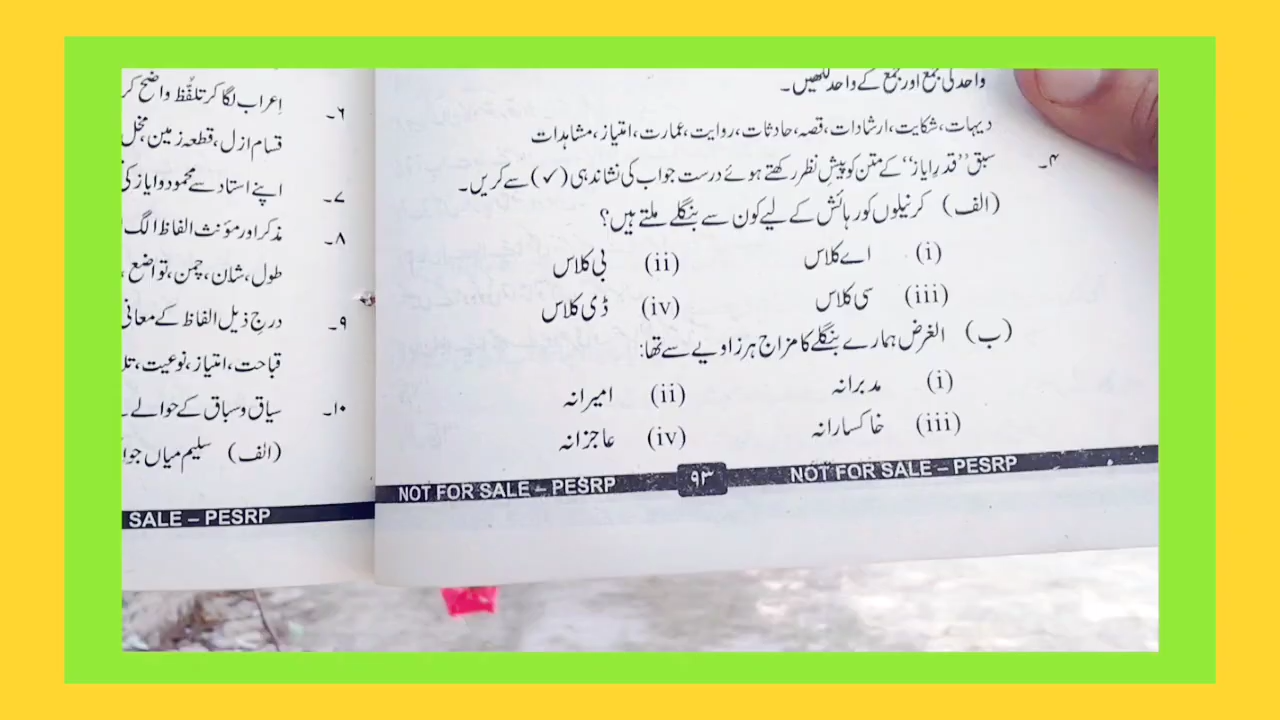 واحد کی جمع اور جمع کے واحد لکھیں۔
دیہات، شکایت، ارشادات، قصہ، حادثات، روایت، عمارت، امتیاز، مشاہدات
۴۔ سبق ’’قدرِ ایاز‘‘ کے متن کو پیشِ نظر رکھتے ہوئے درست جواب کی نشاندہی (✓) سے کریں۔
(الف) کرنیلوں کو رہائش کے لیے کون سے بنگلے ملتے ہیں؟
(i) اے کلاس (ii) بی کلاس
(iii) سی کلاس (iv) ڈی کلاس
(ب) الغرض ہمارے بنگلے کا مزاج ہر زاویے سے تھا:
(i) مدبرانہ (ii) امیرانہ
(iii) خاکسارانہ (iv) عاجزانہ
NOT FOR SALE – PESRP ۹۳ NOT FOR SALE – PESRP
۶۔ اِعراب لگا کر تلفّظ واضح کر
قسام ازل، قطعہ زمین، مخل
۷۔ اپنے استاد سے محمود و ایاز کی
۸۔ مذکر اور مؤنث الفاظ الگ
طول، شان، چمن، تواضع،
۹۔ درج ذیل الفاظ کے معانی
قباحت، امتیاز، نوعیت،
۱۰۔ سیاق و سباق کے حوالے
(الف) سلیم میاں جوا
SALE – PESRP